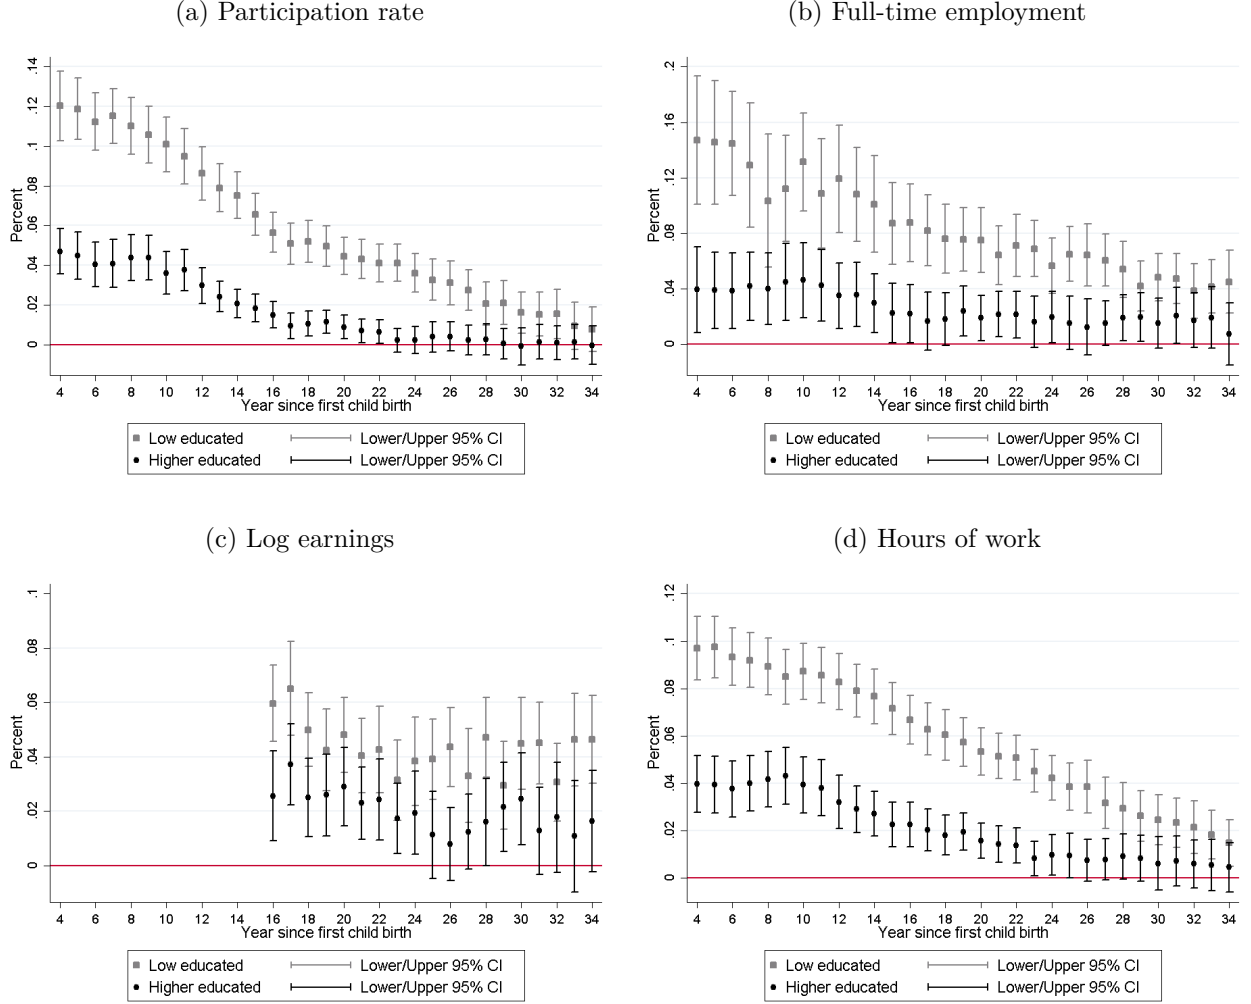 (a) Participation rate
Percent
.14
.12
.1
.08
.06
.04
.02
0
4 6 8 10 12 14 16 18 20 22 24 26 28 30 32 34
Year since first child birth
Low educated Lower/Upper 95% CI
Higher educated Lower/Upper 95% CI
(b) Full-time employment
Percent
.2
.16
.12
.08
.04
0
4 6 8 10 12 14 16 18 20 22 24 26 28 30 32 34
Year since first child birth
Low educated Lower/Upper 95% CI
Higher educated Lower/Upper 95% CI
(c) Log earnings
Percent
.1
.08
.06
.04
.02
0
4 6 8 10 12 14 16 18 20 22 24 26 28 30 32 34
Year since first child birth
Low educated Lower/Upper 95% CI
Higher educated Lower/Upper 95% CI
(d) Hours of work
Percent
.12
.1
.08
.06
.04
.02
0
4 6 8 10 12 14 16 18 20 22 24 26 28 30 32 34
Year since first child birth
Low educated Lower/Upper 95% CI
Higher educated Lower/Upper 95% CI